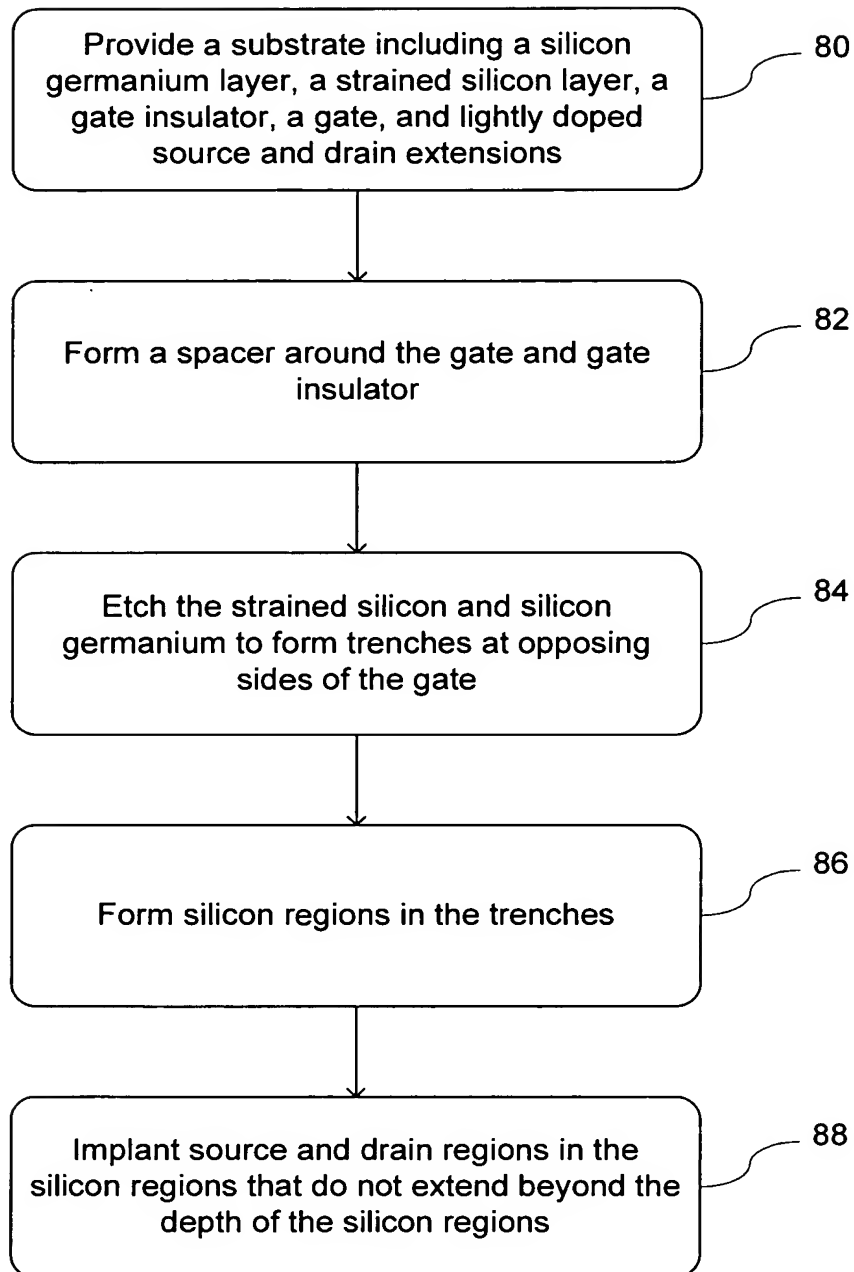 Provide a substrate including a silicon
germanium layer, a strained silicon layer, a
gate insulator, a gate, and lightly doped
source and drain extensions
80
Form a spacer around the gate and gate
insulator
82
Etch the strained silicon and silicon
germanium to form trenches at opposing
sides of the gate
84
Form silicon regions in the trenches
86
Implant source and drain regions in the
silicon regions that do not extend beyond the
depth of the silicon regions
88